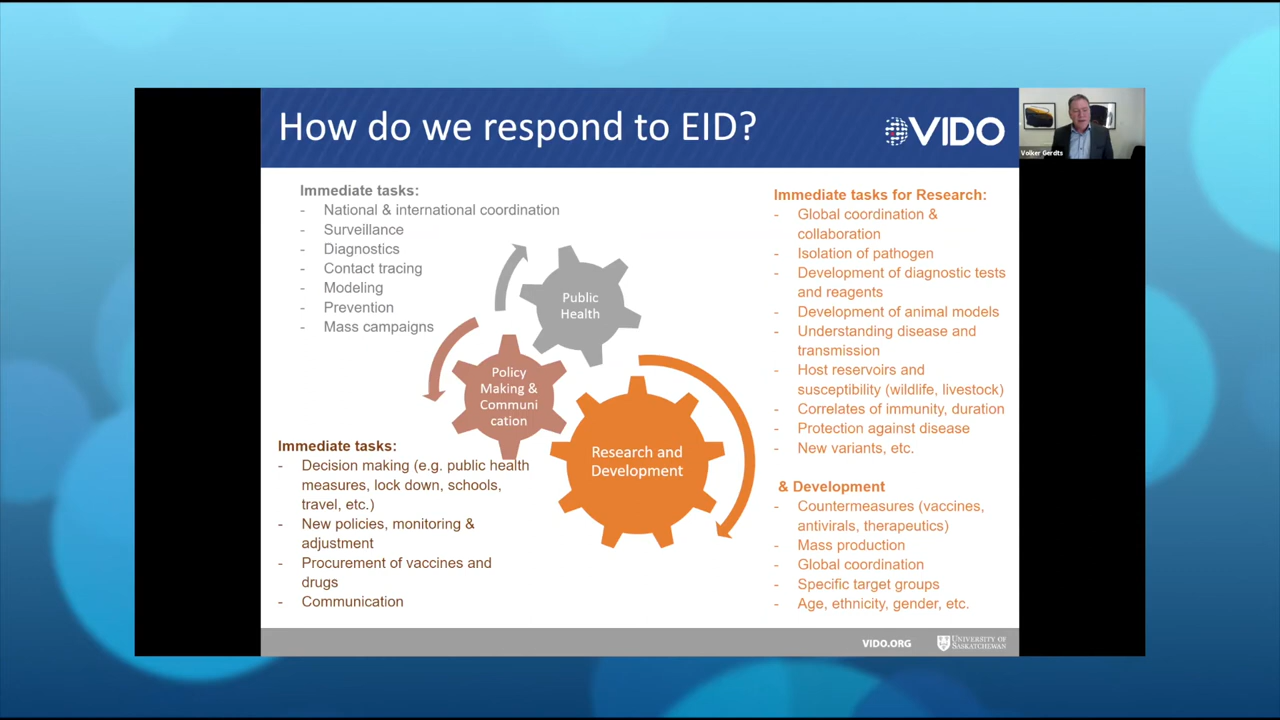 How do we respond to EID?
VIDO
Volker Gerdts
Immediate tasks:
- National & international coordination
- Surveillance
- Diagnostics
- Contact tracing
- Modeling
- Prevention
- Mass campaigns
Public
Health
Policy
Making &
Communi
cation
Research and
Development
Immediate tasks:
- Decision making (e.g. public health
measures, lock down, schools,
travel, etc.)
- New policies, monitoring &
adjustment
- Procurement of vaccines and
drugs
- Communication
Immediate tasks for Research:
- Global coordination &
collaboration
- Isolation of pathogen
- Development of diagnostic tests
and reagents
- Development of animal models
- Understanding disease and
transmission
- Host reservoirs and
susceptibility (wildlife, livestock)
- Correlates of immunity, duration
- Protection against disease
- New variants, etc.
& Development
- Countermeasures (vaccines,
antivirals, therapeutics)
- Mass production
- Global coordination
- Specific target groups
- Age, ethnicity, gender, etc.
VIDO.ORG
UNIVERSITY OF
SASKATCHEWAN